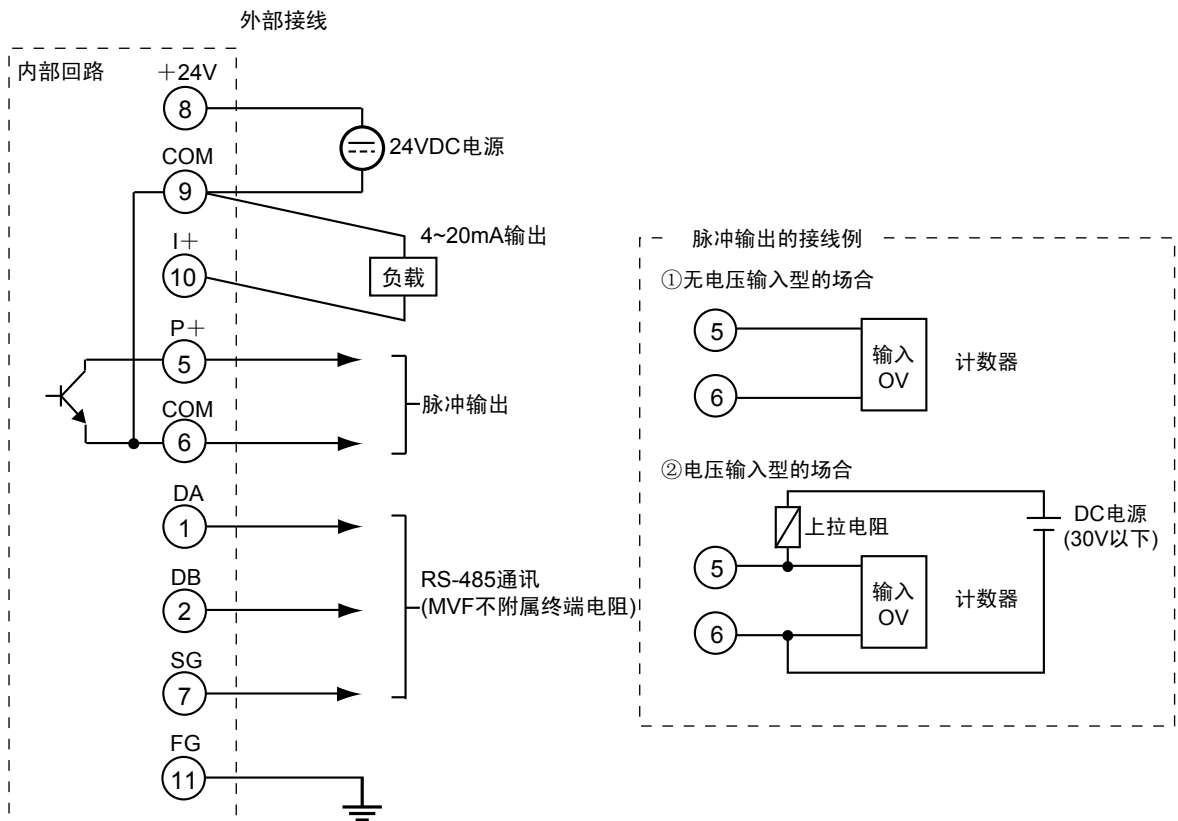 外部接线
内部回路
＋24V
8
24VDC电源
COM
9
4~20mA输出
I＋
10
负载
P＋
5
脉冲输出
COM
6
DA
1
DB
2
RS-485通讯
(MVF不附属终端电阻)
SG
7
FG
11
脉冲输出的接线例
①无电压输入型的场合
5
6
输入
OV
计数器
②电压输入型的场合
上拉电阻
DC电源
(30V以下)
5
6
输入
OV
计数器